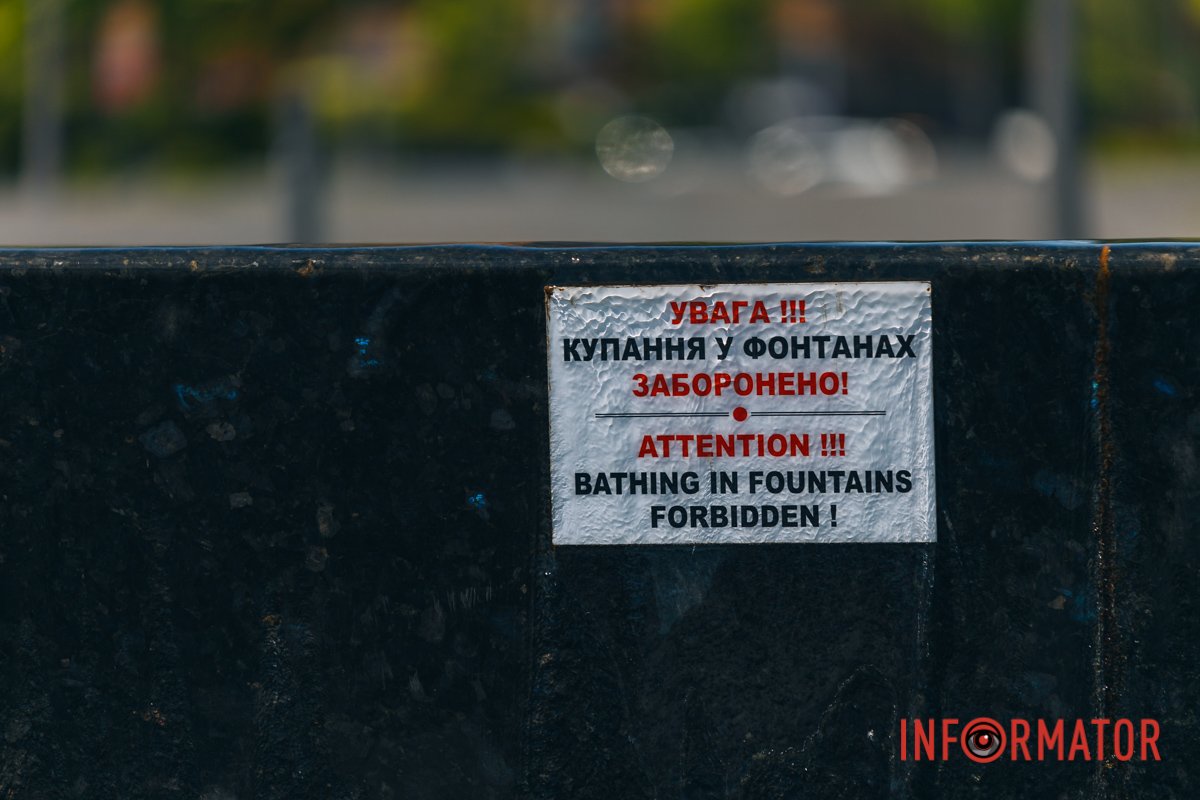 УВАГА !!!
КУПАННЯ У ФОНТАНАХ
ЗАБОРОНЕНО!
ATTENTION !!!
BATHING IN FOUNTAINS
FORBIDDEN !
INFORMATOR